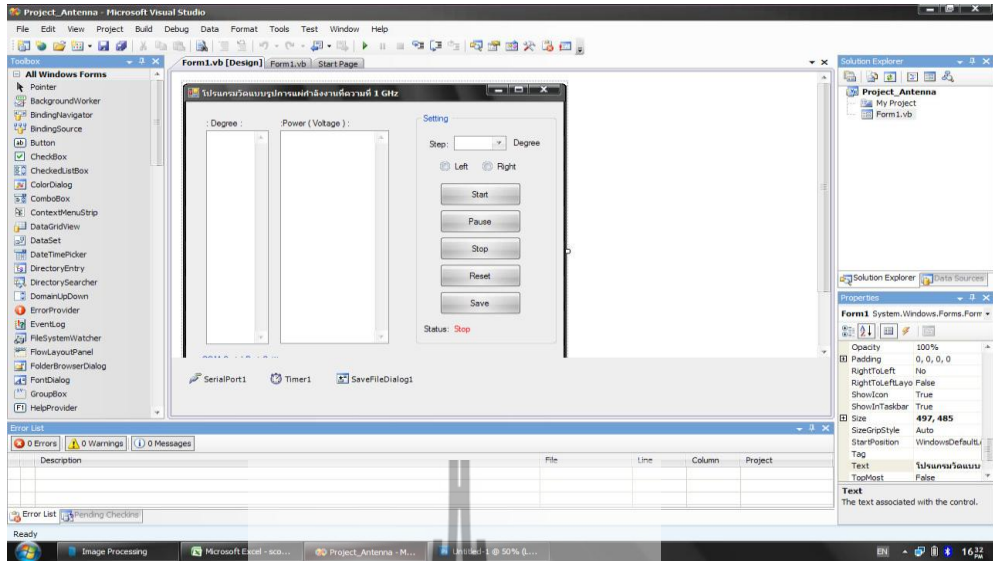 Project_Antenna - Microsoft Visual Studio
File Edit View Project Build Debug Data Format Tools Test Window Help
Toolbox
All Windows Forms
Pointer
BackgroundWorker
BindingNavigator
BindingSource
Button
CheckBox
CheckedListBox
ColorDialog
ComboBox
ContextMenuStrip
DataGridView
DataSet
DateTimePicker
DirectoryEntry
DirectorySearcher
DomainUpDown
ErrorProvider
EventLog
FileSystemWatcher
FlowLayoutPanel
FolderBrowserDialog
FontDialog
GroupBox
HelpProvider
Form1.vb [Design] Form1.vb Start Page
โปรแกรมวัดแบบรูปการแผ่กำลังงานที่ความที่ 1 GHz
: Degree : :Power ( Voltage ) :
Setting
Step: Degree
Left Right
Start
Pause
Stop
Reset
Save
Status: Stop
SerialPort1 Timer1 SaveFileDialog1
Solution Explorer
Project_Antenna
My Project
Form1.vb
Solution Explorer Data Sources
Properties
Form1 System.Windows.Forms.Form
Opacity 100%
Padding 0, 0, 0, 0
RightToLeft No
RightToLeftLayo False
ShowIcon True
ShowInTaskbar True
Size 497, 485
SizeGripStyle Auto
StartPosition WindowsDefaultL
Tag
Text โปรแกรมวัดแบบ
TopMost False
Text
The text associated with the control.
Error List
0 Errors 0 Warnings 0 Messages
Description File Line Column Project
Error List Pending Checkins
Ready
Image Processing Microsoft Excel - sco... Project_Antenna - M... Untitled-1 @ 50% (L...
EN 16:32 PM